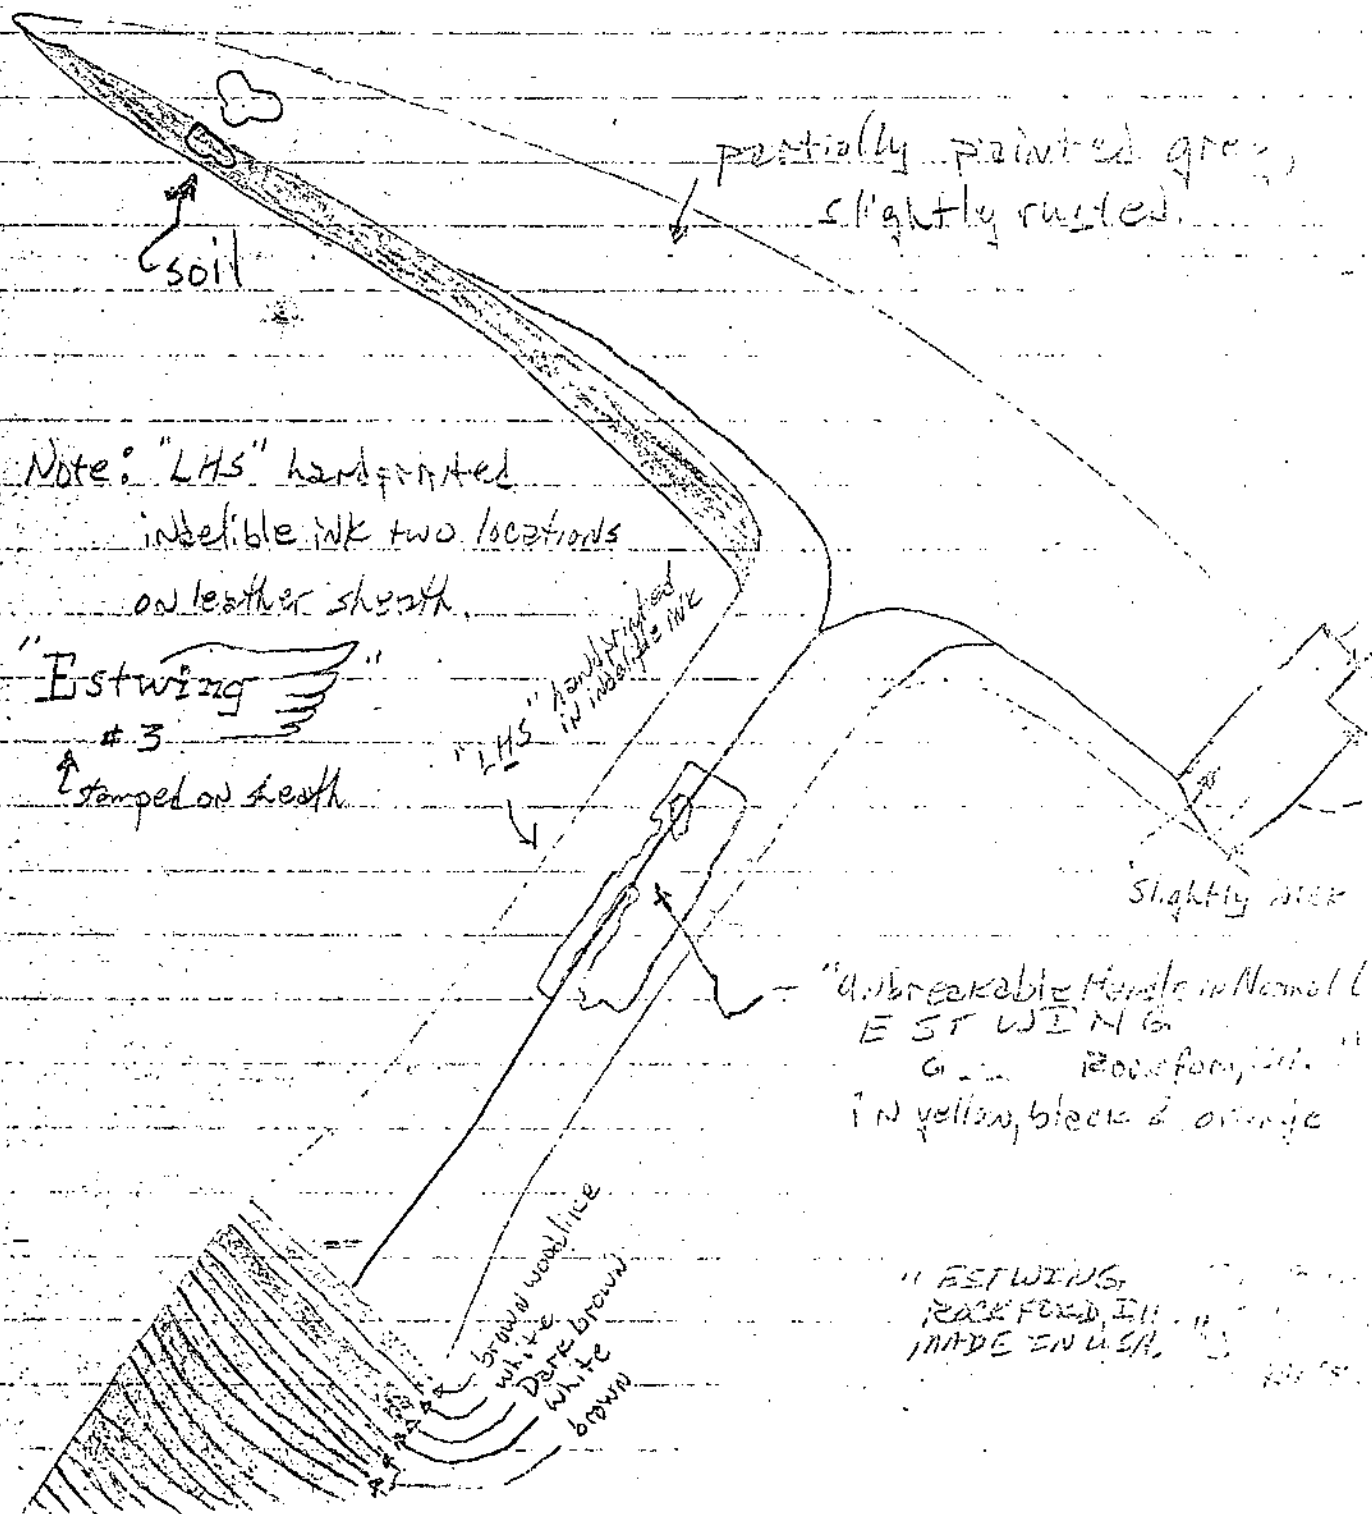 partially painted grey,
slightly rusted.
soil
Note: "LHS" handprinted
indelible ink two locations
on leather sheath.
"Estwing"
#3
stamped on sheath
"LHS" handprinted
in indelible ink
Slightly
"Unbreakable Handle in Normal
ESTWING
G
in yellow, black & orange
brown woodlike
white
Dark brown
white
brown
"ESTWING
ROCKFORD, Ill.
MADE IN USA."